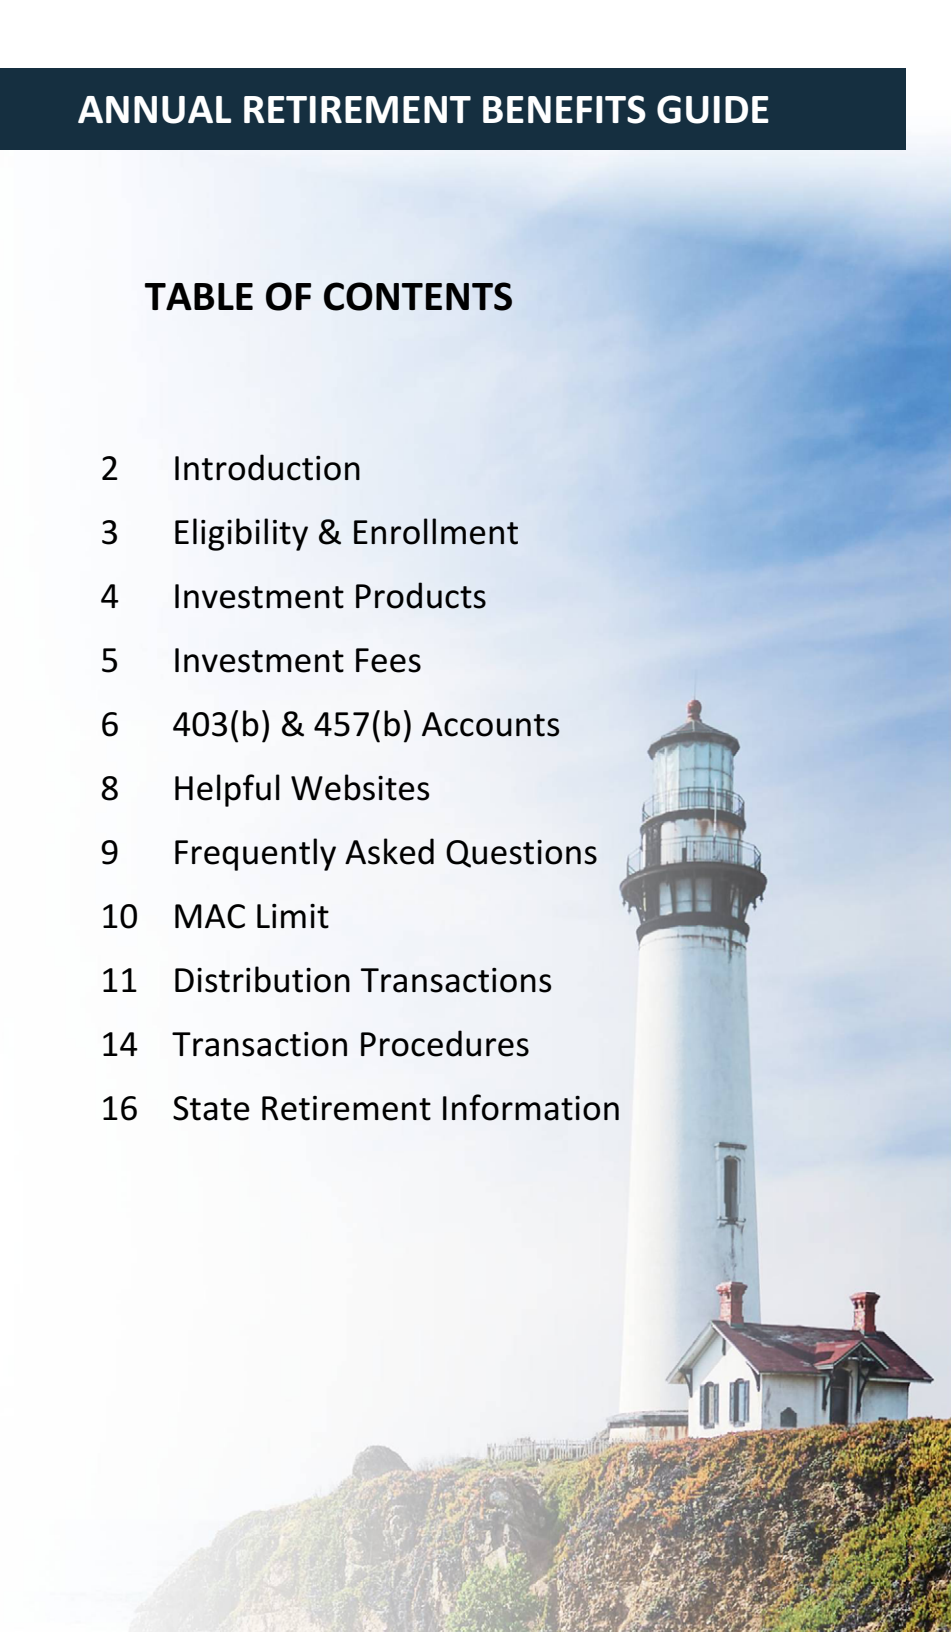 ANNUAL RETIREMENT BENEFITS GUIDE
TABLE OF CONTENTS
2 Introduction
3 Eligibility & Enrollment
4 Investment Products
5 Investment Fees
6 403(b) & 457(b) Accounts
8 Helpful Websites
9 Frequently Asked Questions
10 MAC Limit
11 Distribution Transactions
14 Transaction Procedures
16 State Retirement Information